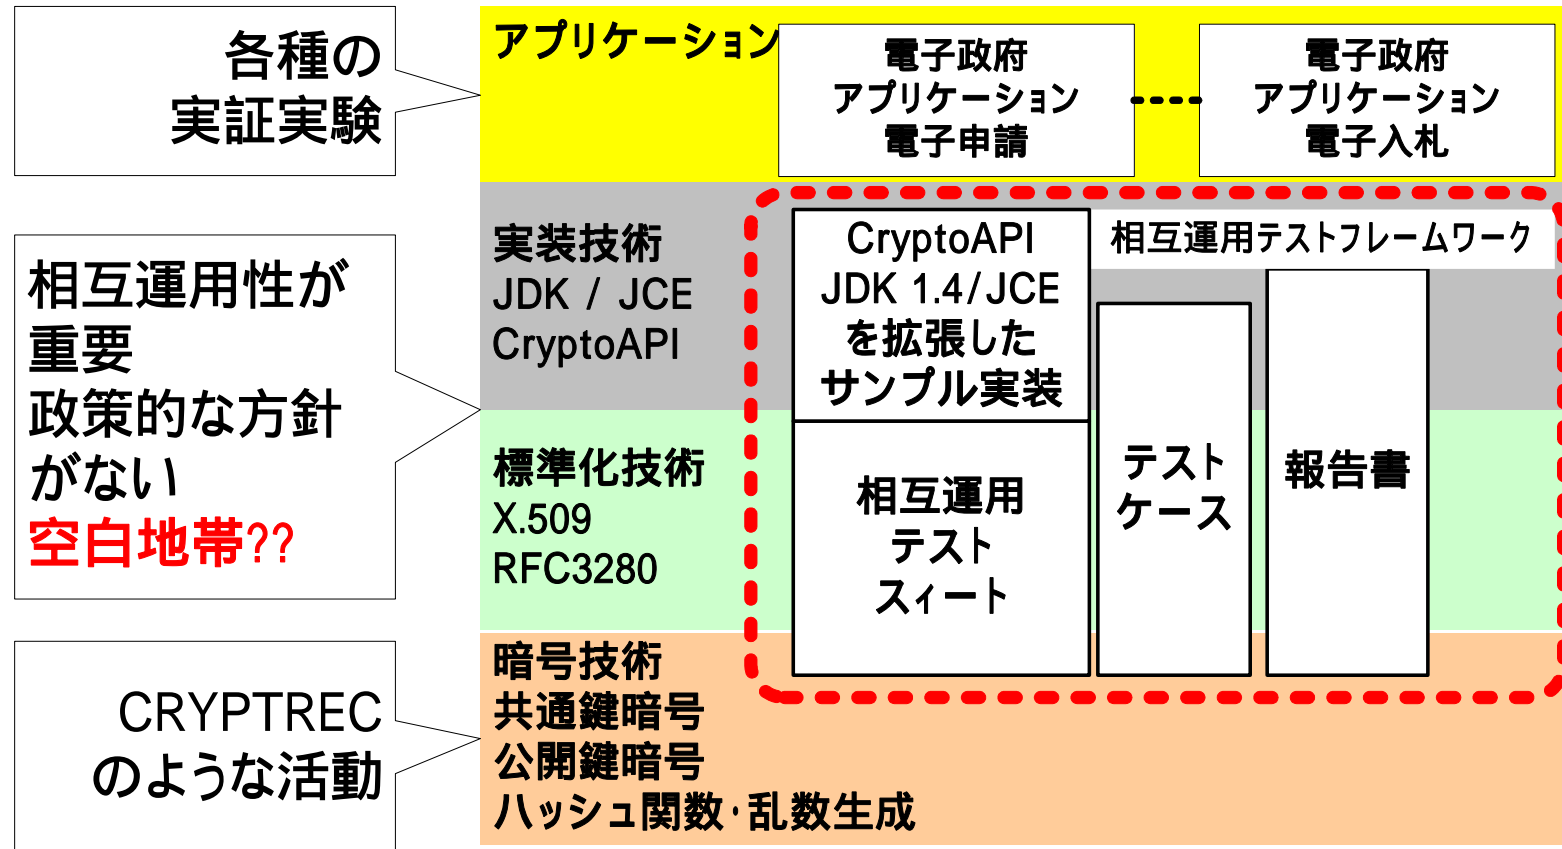 各種の
実証実験
アプリケーション
電子政府
アプリケーション
電子申請
電子政府
アプリケーション
電子入札
相互運用性が
重要
政策的な方針
がない
空白地帯??
実装技術
JDK / JCE
CryptoAPI
CryptoAPI
JDK 1.4/JCE
を拡張した
サンプル実装
相互運用テストフレームワーク
標準化技術
X.509
RFC3280
相互運用
テスト
スィート
テスト
ケース
報告書
CRYPTREC
のような活動
暗号技術
共通鍵暗号
公開鍵暗号
ハッシュ関数・乱数生成